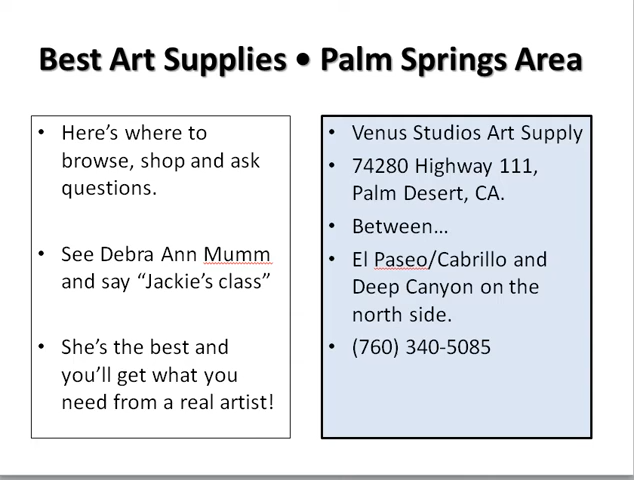 Best Art Supplies • Palm Springs Area
• Here’s where to
browse, shop and ask
questions.
• See Debra Ann Mumm
and say “Jackie’s class”
• She’s the best and
you’ll get what you
need from a real artist!
• Venus Studios Art Supply
• 74280 Highway 111,
Palm Desert, CA.
• Between…
• El Paseo/Cabrillo and
Deep Canyon on the
north side.
• (760) 340-5085